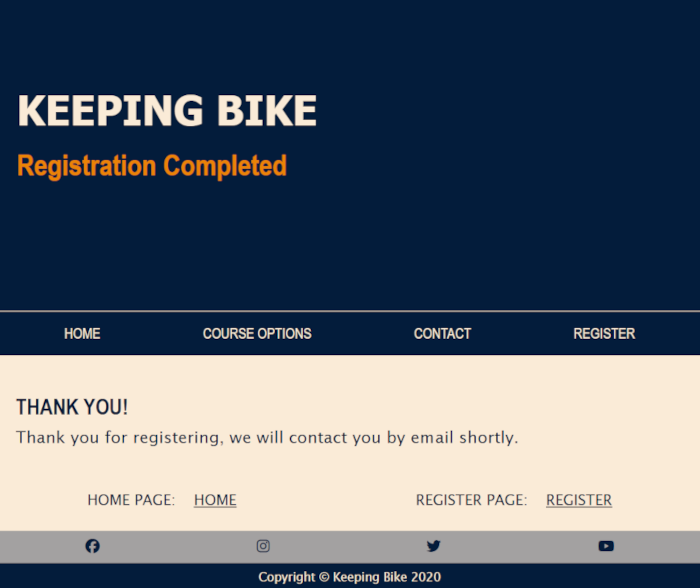 KEEPING BIKE
Registration Completed
HOME COURSE OPTIONS CONTACT REGISTER
THANK YOU!
Thank you for registering, we will contact you by email shortly.
HOME PAGE: HOME REGISTER PAGE: REGISTER
Copyright © Keeping Bike 2020